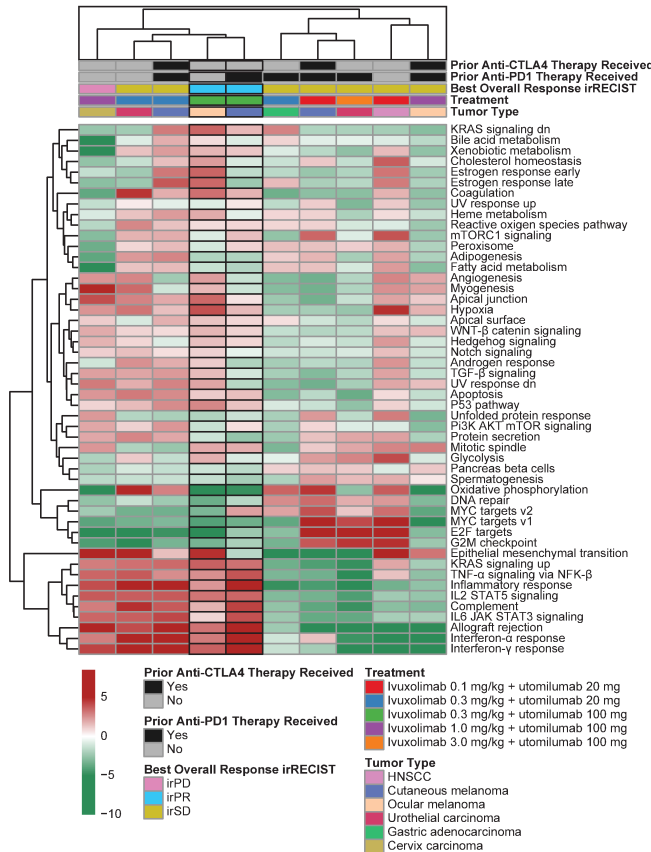 Prior Anti-CTLA4 Therapy Received
Prior Anti-PD1 Therapy Received
Best Overall Response irRECIST
Treatment
Tumor Type
KRAS signaling dn
Bile acid metabolism
Xenobiotic metabolism
Cholesterol homeostasis
Estrogen response early
Estrogen response late
Coagulation
UV response up
Heme metabolism
Reactive oxigen species pathway
mTORC1 signaling
Peroxisome
Adipogenesis
Fatty acid metabolism
Angiogenesis
Myogenesis
Apical junction
Hypoxia
Apical surface
WNT-β catenin signaling
Hedgehog signaling
Notch signaling
Androgen response
TGF-β signaling
UV response dn
Apoptosis
P53 pathway
Unfolded protein response
Pi3K AKT mTOR signaling
Protein secretion
Mitotic spindle
Glycolysis
Pancreas beta cells
Spermatogenesis
Oxidative phosphorylation
DNA repair
MYC targets v2
MYC targets v1
E2F targets
G2M checkpoint
Epithelial mesenchymal transition
KRAS signaling up
TNF-α signaling via NFK-β
Inflammatory response
IL2 STAT5 signaling
Complement
IL6 JAK STAT3 signaling
Allograft rejection
Interferon-α response
Interferon-γ response
5
0
−5
−10
Prior Anti-CTLA4 Therapy Received
Yes
No
Prior Anti-PD1 Therapy Received
Yes
No
Best Overall Response irRECIST
irPD
irPR
irSD
Treatment
Ivuxolimab 0.1 mg/kg + utomilumab 20 mg
Ivuxolimab 0.3 mg/kg + utomilumab 20 mg
Ivuxolimab 0.3 mg/kg + utomilumab 100 mg
Ivuxolimab 1.0 mg/kg + utomilumab 100 mg
Ivuxolimab 3.0 mg/kg + utomilumab 100 mg
Tumor Type
HNSCC
Cutaneous melanoma
Ocular melanoma
Urothelial carcinoma
Gastric adenocarcinoma
Cervix carcinoma